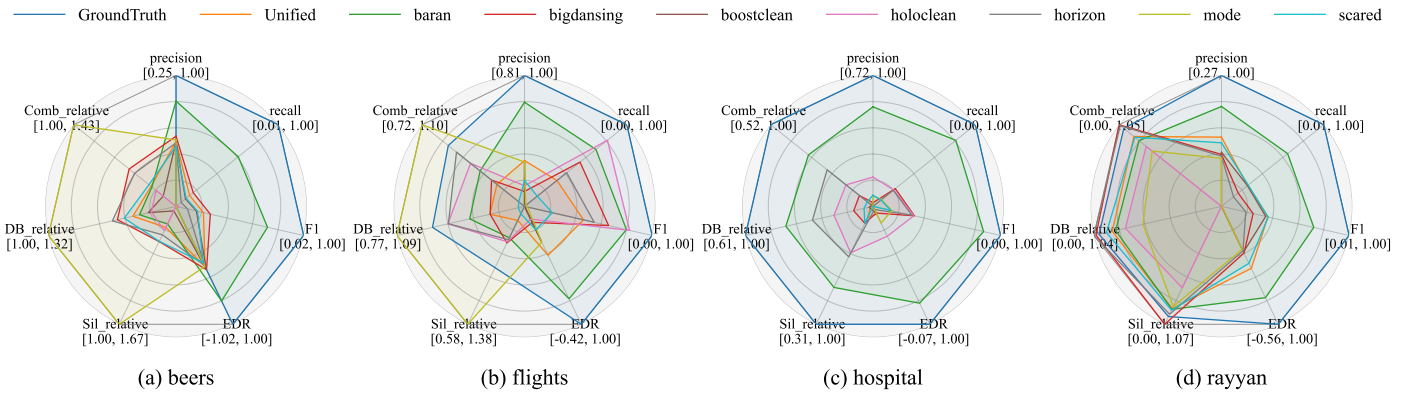 GroundTruth Unified baran bigdansing boostclean holoclean horizon mode scared
precision
[0.25, 1.00]
recall
[0.01, 1.00]
F1
[0.02, 1.00]
EDR
[-1.02, 1.00]
Sil_relative
[1.00, 1.67]
DB_relative
[1.00, 1.32]
Comb_relative
[1.00, 1.43]
(a) beers
precision
[0.81, 1.00]
recall
[0.00, 1.00]
F1
[0.00, 1.00]
EDR
[-0.42, 1.00]
Sil_relative
[0.58, 1.38]
DB_relative
[0.77, 1.09]
Comb_relative
[0.72, 1.10]
(b) flights
precision
[0.72, 1.00]
recall
[0.00, 1.00]
F1
[0.00, 1.00]
EDR
[-0.07, 1.00]
Sil_relative
[0.31, 1.00]
DB_relative
[0.61, 1.00]
Comb_relative
[0.52, 1.00]
(c) hospital
precision
[0.27, 1.00]
recall
[0.01, 1.00]
F1
[0.01, 1.00]
EDR
[-0.56, 1.00]
Sil_relative
[0.00, 1.07]
DB_relative
[0.00, 1.04]
Comb_relative
[0.00, 1.05]
(d) rayyan